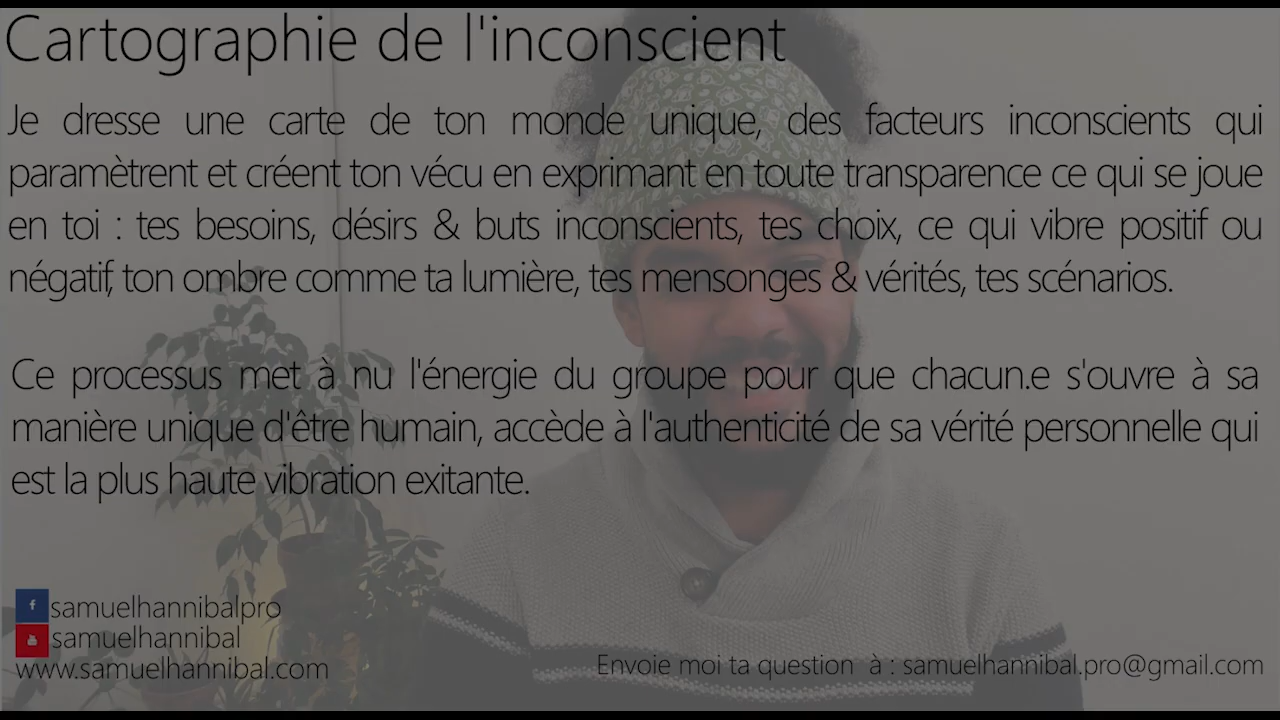 Cartographie de l'inconscient
Je dresse une carte de ton monde unique, des facteurs inconscients qui
paramètrent et créent ton vécu en exprimant en toute transparence ce qui se joue
en toi : tes besoins, désirs & buts inconscients, tes choix, ce qui vibre positif ou
négatif, ton ombre comme ta lumière, tes mensonges & vérités, tes scénarios.
Ce processus met à nu l'énergie du groupe pour que chacun.e s'ouvre à sa
manière unique d'être humain, accède à l'authenticité de sa vérité personnelle qui
est la plus haute vibration exitante.
samuelhannibalpro
samuelhannibal
www.samuelhannibal.com
Envoie moi ta question à : samuelhannibal.pro@gmail.com